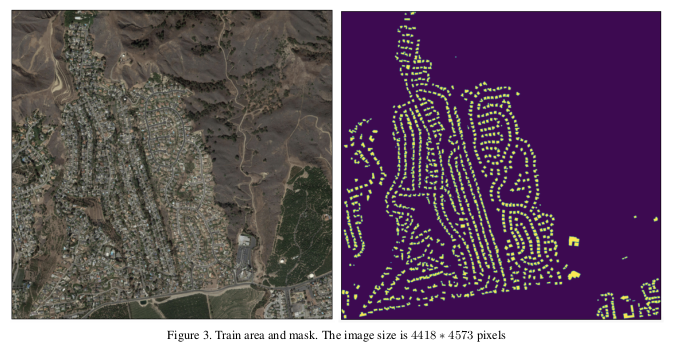 Figure 3. Train area and mask. The image size is 4418 ∗ 4573 pixels